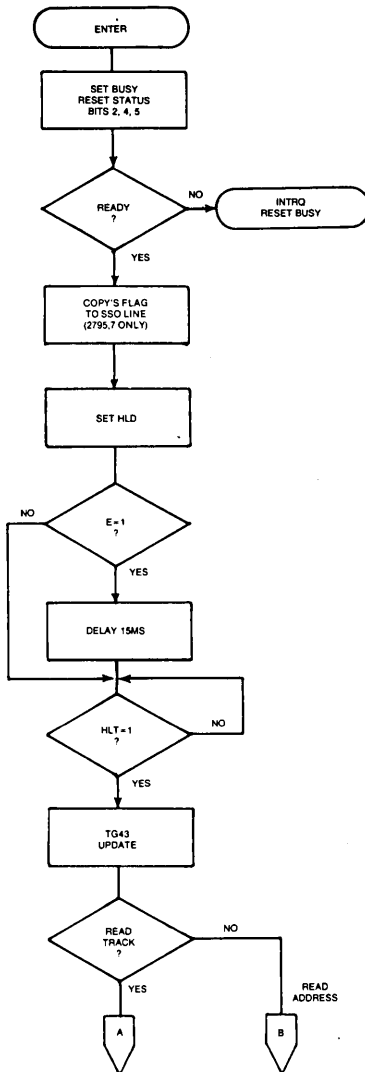 ENTER
SET BUSY
RESET STATUS
BITS 2, 4, 5
READY
?
NO
INTRQ
RESET BUSY
YES
COPY'S FLAG
TO SSO LINE
(2795,7 ONLY)
SET HLD
NO
E=1
?
YES
DELAY 15MS
HLT=1
?
NO
YES
TG43
UPDATE
READ
TRACK
?
NO
YES
READ
ADDRESS
A
B